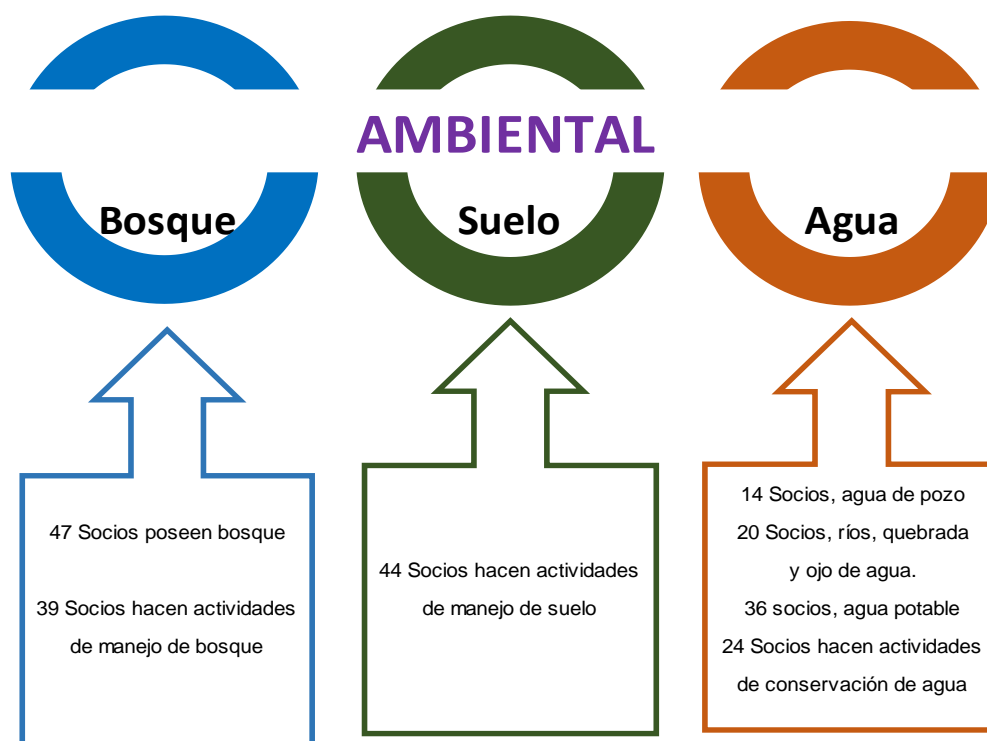 AMBIENTAL
Bosque
Suelo
Agua
47 Socios poseen bosque
39 Socios hacen actividades
de manejo de bosque
44 Socios hacen actividades
de manejo de suelo
14 Socios, agua de pozo
20 Socios, ríos, quebrada
y ojo de agua.
36 socios, agua potable
24 Socios hacen actividades
de conservación de agua